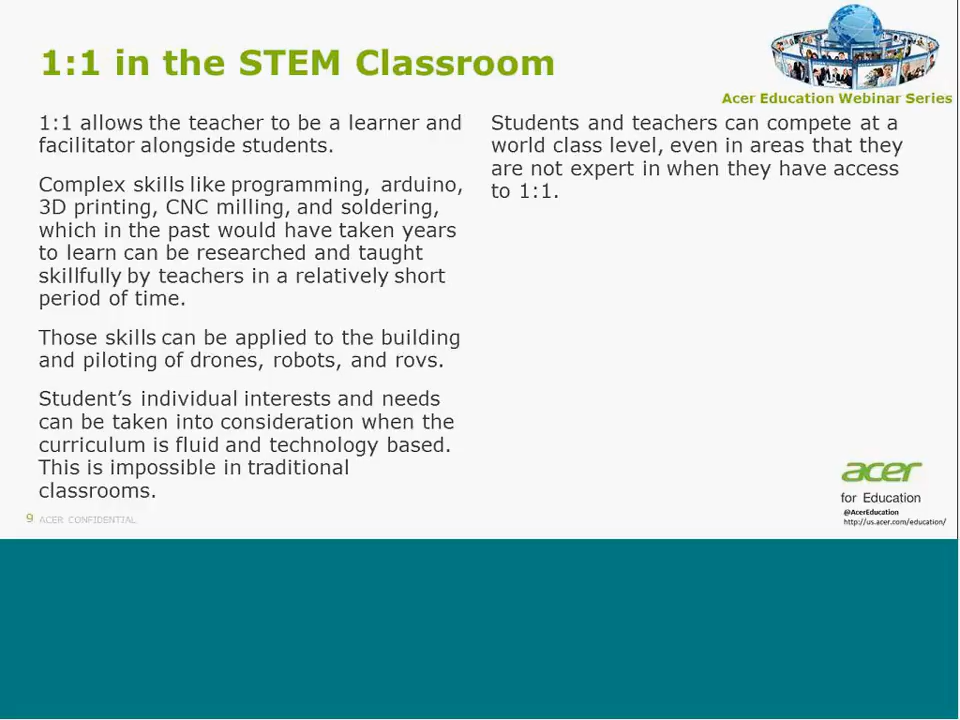 1:1 in the STEM Classroom
Acer Education Webinar Series
1:1 allows the teacher to be a learner and
facilitator alongside students.
Complex skills like programming, arduino,
3D printing, CNC milling, and soldering,
which in the past would have taken years
to learn can be researched and taught
skillfully by teachers in a relatively short
period of time.
Those skills can be applied to the building
and piloting of drones, robots, and rovs.
Student’s individual interests and needs
can be taken into consideration when the
curriculum is fluid and technology based.
This is impossible in traditional
classrooms.
Students and teachers can compete at a
world class level, even in areas that they
are not expert in when they have access
to 1:1.
acer
for Education
@AcerEducation
http://us.acer.com/education/
9 ACER CONFIDENTIAL